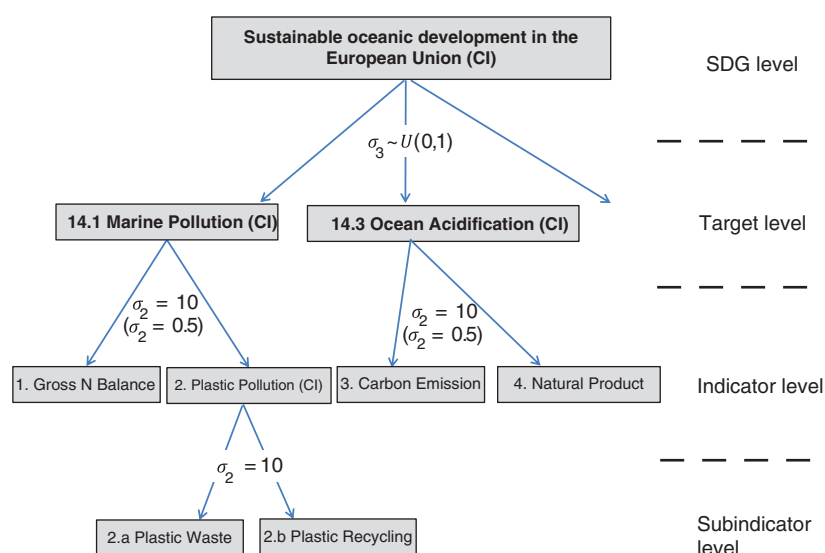 Sustainable oceanic development in the
European Union (CI)
SDG level
σ3 ~ U(0,1)
14.1 Marine Pollution (CI)
14.3 Ocean Acidification (CI)
Target level
σ2 = 10
(σ2 = 0.5)
σ2 = 10
(σ2 = 0.5)
1. Gross N Balance
2. Plastic Pollution (CI)
3. Carbon Emission
4. Natural Product
Indicator level
σ2 = 10
2.a Plastic Waste
2.b Plastic Recycling
Subindicator
level